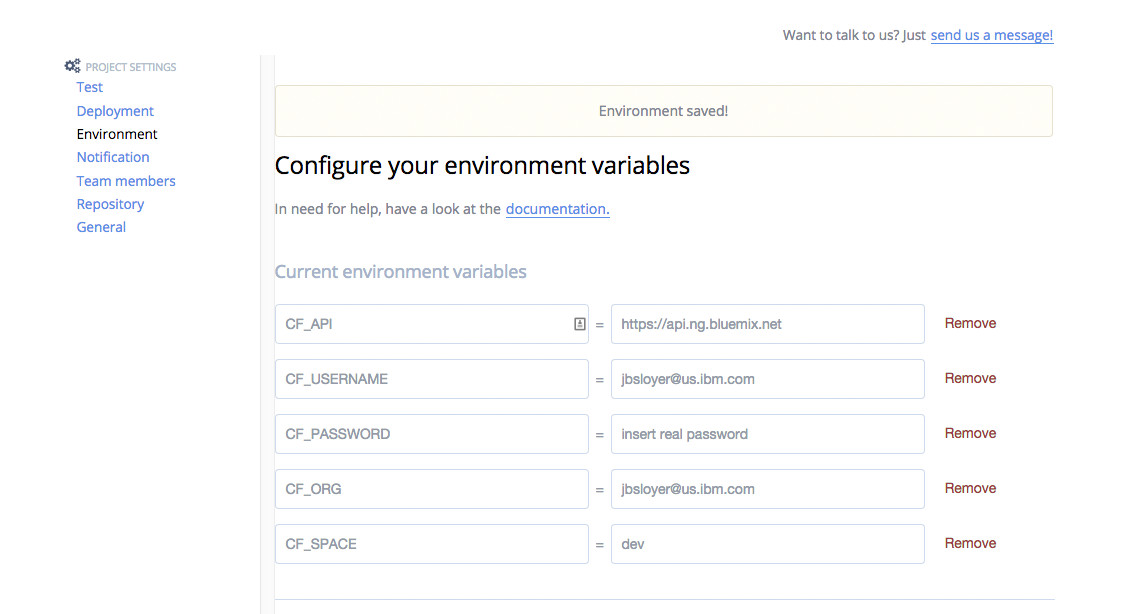 Want to talk to us? Just send us a message!
PROJECT SETTINGS
Test
Deployment
Environment
Notification
Team members
Repository
General
Environment saved!
Configure your environment variables
In need for help, have a look at the documentation.
Current environment variables
CF_API = https://api.ng.bluemix.net Remove
CF_USERNAME = jbsloyer@us.ibm.com Remove
CF_PASSWORD = insert real password Remove
CF_ORG = jbsloyer@us.ibm.com Remove
CF_SPACE = dev Remove